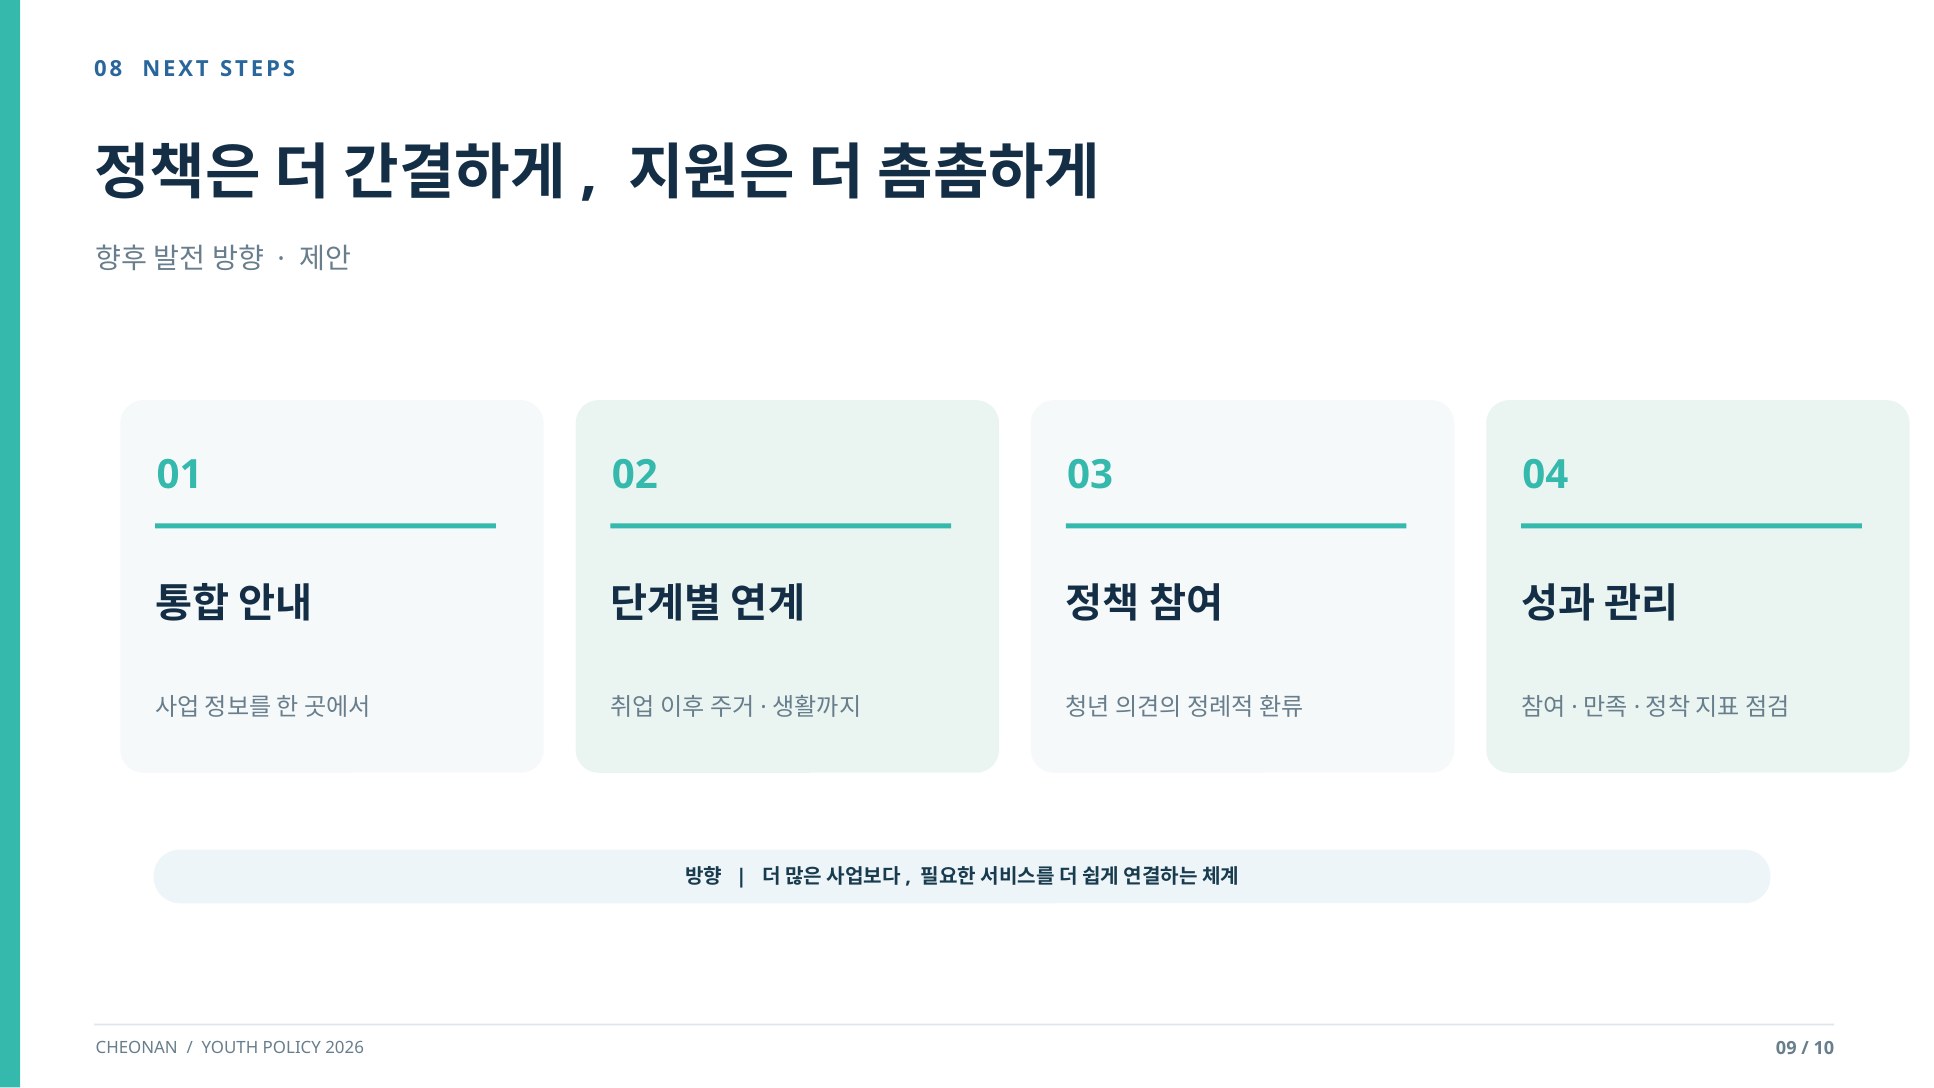 08 NEXT STEPS
정책은 더 간결하게, 지원은 더 촘촘하게
향후 발전 방향 · 제안
01
통합 안내
사업 정보를 한 곳에서
02
단계별 연계
취업 이후 주거 · 생활까지
03
정책 참여
청년 의견의 정례적 환류
04
성과 관리
참여 · 만족 · 정착 지표 점검
방향 | 더 많은 사업보다, 필요한 서비스를 더 쉽게 연결하는 체계
CHEONAN / YOUTH POLICY 2026
09 / 10